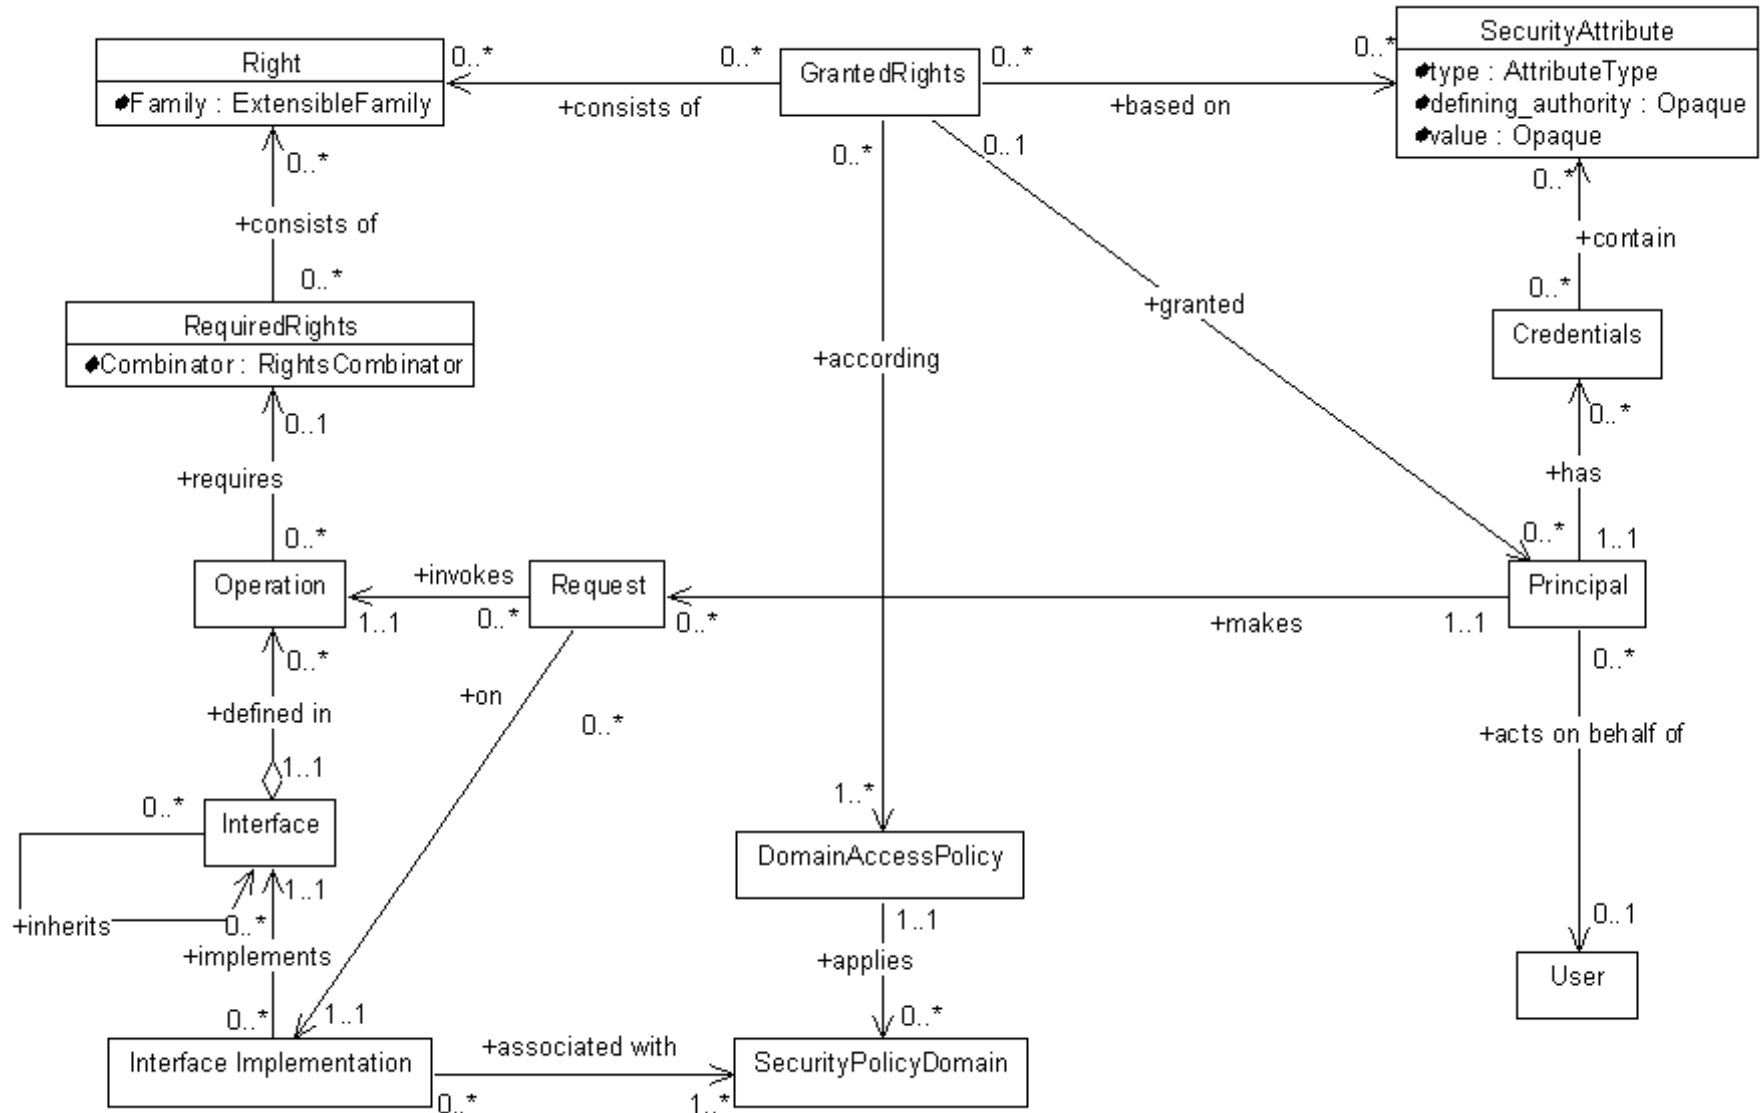 SecurityAttribute
type : AttributeType
defining_authority : Opaque
value : Opaque
Right
Family : ExtensibleFamily
0..*
0..*
GrantedRights
0..*
0..*
+consists of
+based on
0..*
0..*
0..1
0..*
+consists of
+contain
0..*
0..*
+granted
RequiredRights
Combinator : RightsCombinator
Credentials
+according
0..1
0..*
+requires
+has
0..*
0..*
1..1
Operation
+invokes
Request
Principal
1..1
0..*
0..*
+makes
1..1
0..*
0..*
+on
+defined in
0..*
+acts on behalf of
1..1
0..*
1..*
Interface
DomainAccessPolicy
1..1
+inherits
0..*
1..1
0..1
+implements
+applies
User
0..*
1..1
0..*
Interface Implementation
+associated with
SecurityPolicyDomain
0..*
1..*